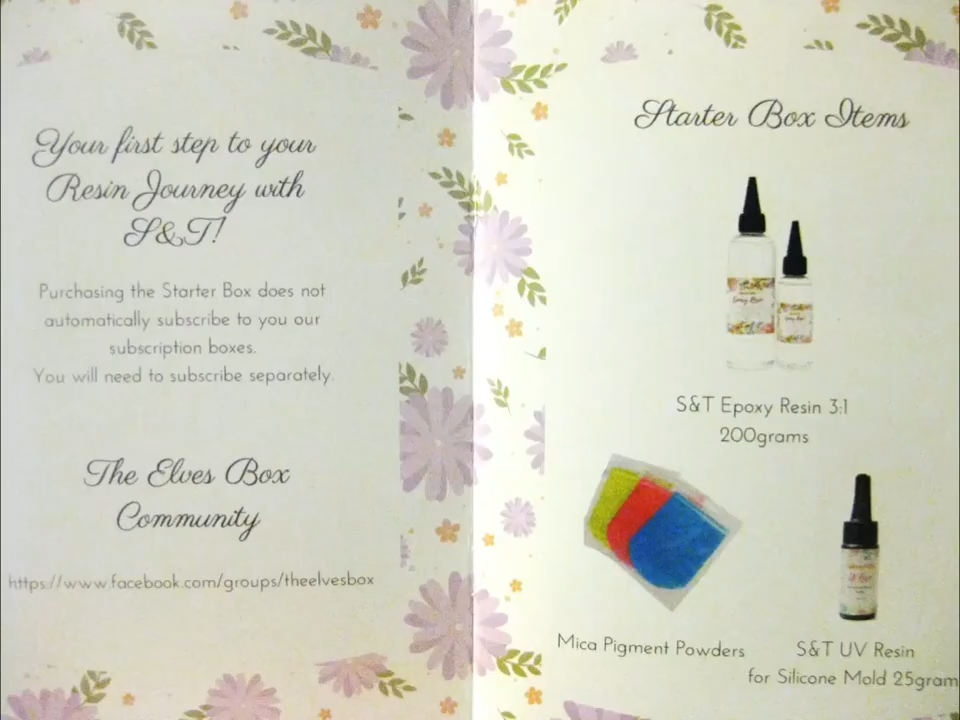 Your first step to your
Resin Journey with
S&T!
Purchasing the Starter Box does not
automatically subscribe to you our
subscription boxes.
You will need to subscribe separately.
The Elves Box
Community
https://www.facebook.com/groups/theelvesbox
Starter Box Items
S&T Epoxy Resin 3:1
200grams
Mica Pigment Powders
S&T UV Resin
for Silicone Mold 25gram